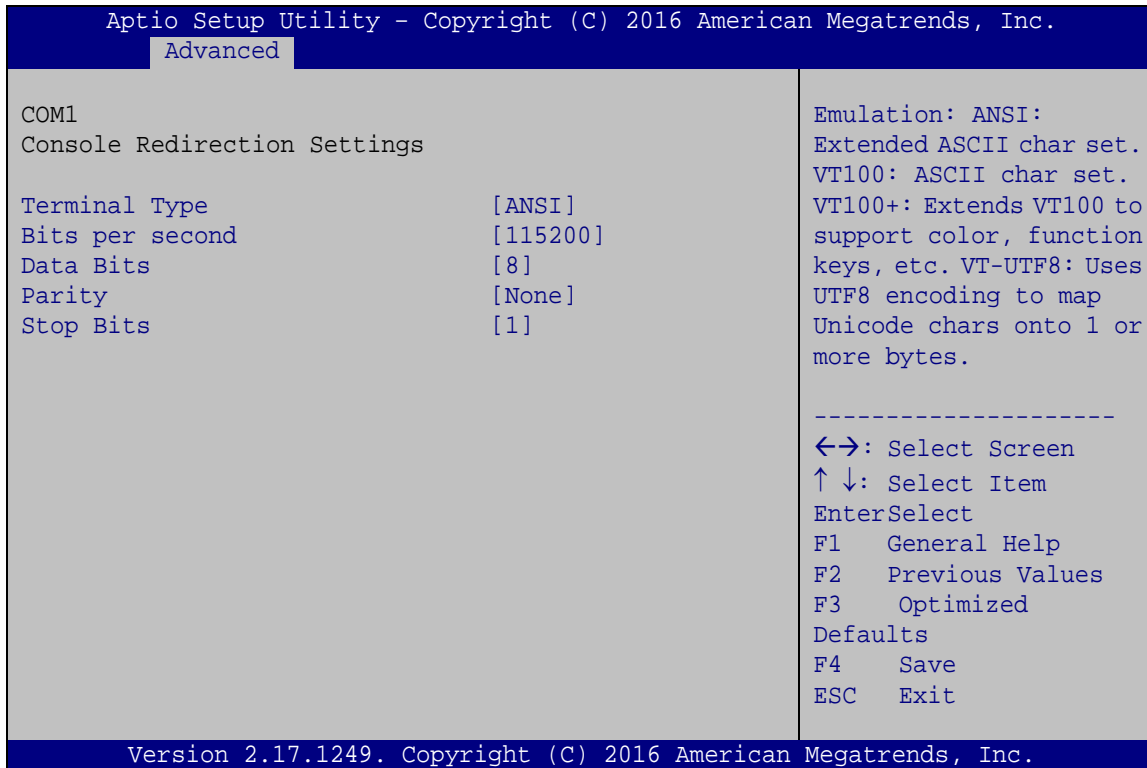 Aptio Setup Utility – Copyright (C) 2016 American Megatrends, Inc.
Advanced
COM1
Console Redirection Settings
Terminal Type [ANSI]
Bits per second [115200]
Data Bits [8]
Parity [None]
Stop Bits [1]
Emulation: ANSI:
Extended ASCII char set.
VT100: ASCII char set.
VT100+: Extends VT100 to
support color, function
keys, etc. VT-UTF8: Uses
UTF8 encoding to map
Unicode chars onto 1 or
more bytes.
---------------------
←→: Select Screen
↑ ↓: Select Item
EnterSelect
F1 General Help
F2 Previous Values
F3 Optimized
Defaults
F4 Save
ESC Exit
Version 2.17.1249. Copyright (C) 2016 American Megatrends, Inc.